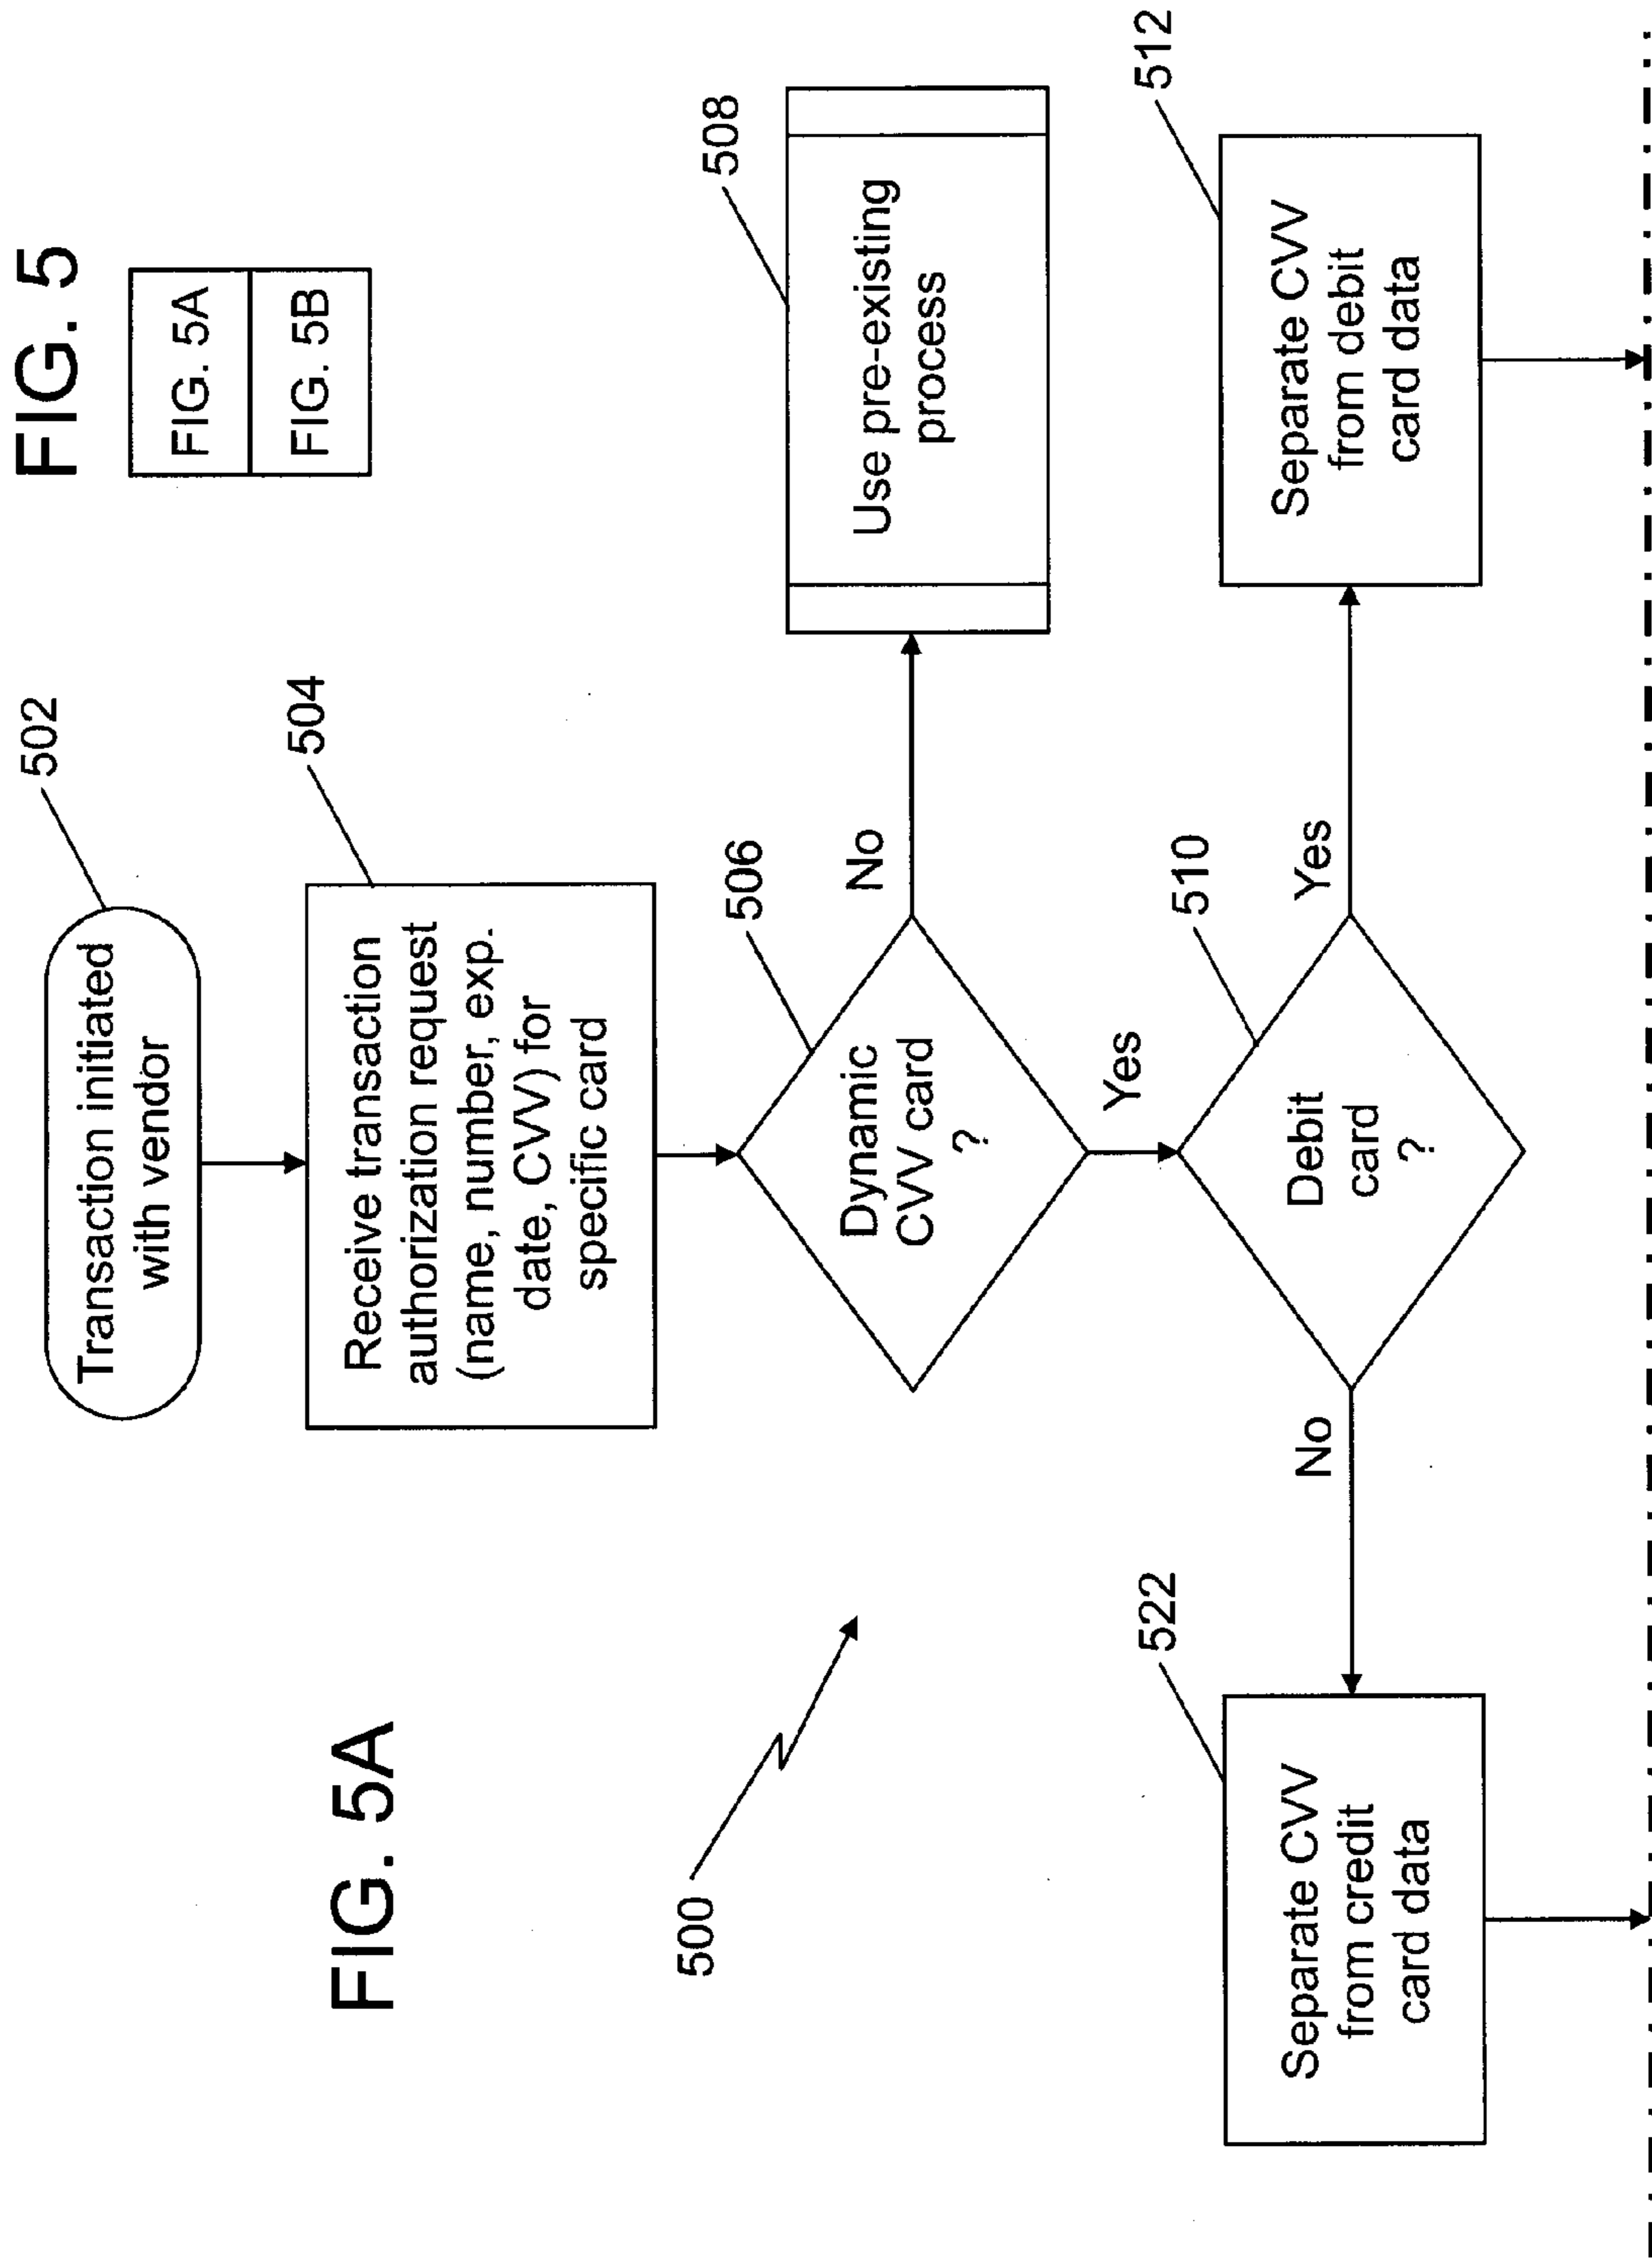 FIG. 5
FIG. 5A
FIG. 5B
FIG. 5A
500
502
Transaction initiated
with vendor
504
Receive transaction
authorization request
(name, number, exp.
date, CVV) for
specific card
506
Dynamic
CVV card
?
No
508
Use pre-existing
process
Yes
510
Debit
card
?
Yes
512
Separate CVV
from debit
card data
No
522
Separate CVV
from credit
card data